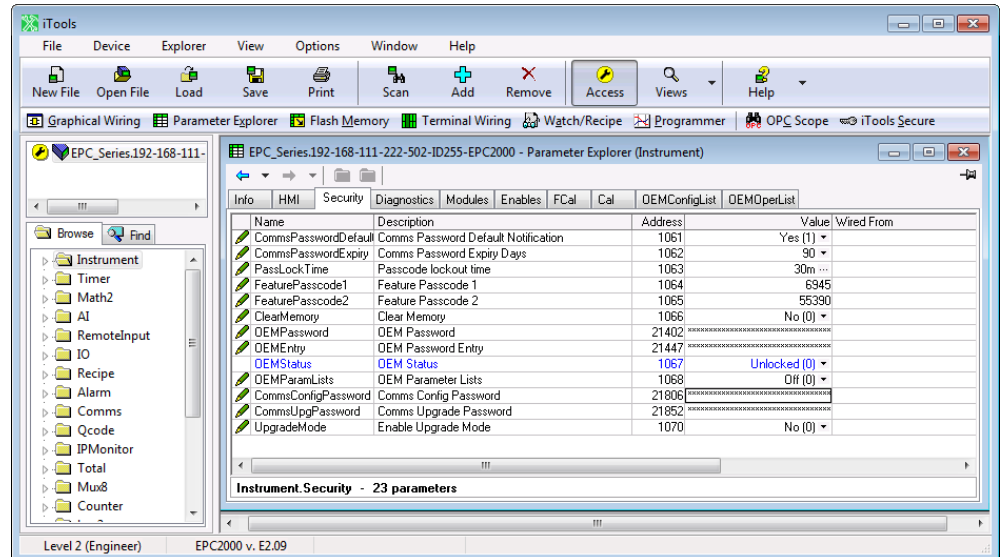 iTools
File Device Explorer View Options Window Help
New File Open File Load Save Print Scan Add Remove Access Views Help
Graphical Wiring Parameter Explorer Flash Memory Terminal Wiring Watch/Recipe Programmer OPC Scope iTools Secure
EPC_Series.192-168-111-
EPC_Series.192-168-111-222-502-ID255-EPC2000 - Parameter Explorer (Instrument)
Info HMI Security Diagnostics Modules Enables FCal Cal OEMConfigList OEMOperList
Browse Find
Instrument
Timer
Math2
AI
RemoteInput
IO
Recipe
Alarm
Comms
Qcode
IPMonitor
Total
Mux8
Counter
Name Description Address Value Wired From
CommsPasswordDefault Comms Password Default Notification 1061 Yes (1)
CommsPasswordExpiry Comms Password Expiry Days 1062 90
PassLockTime Passcode lockout time 1063 30m ...
FeaturePasscode1 Feature Passcode 1 1064 6945
FeaturePasscode2 Feature Passcode 2 1065 55390
ClearMemory Clear Memory 1066 No (0)
OEMPassword OEM Password 21402
OEMEntry OEM Password Entry 21447
OEMStatus OEM Status 1067 Unlocked (0)
OEMParamLists OEM Parameter Lists 1068 Off (0)
CommsConfigPassword Comms Config Password 21806
CommsUpgPassword Comms Upgrade Password 21852
UpgradeMode Enable Upgrade Mode 1070 No (0)
Instrument.Security - 23 parameters
Level 2 (Engineer) EPC2000 v. E2.09